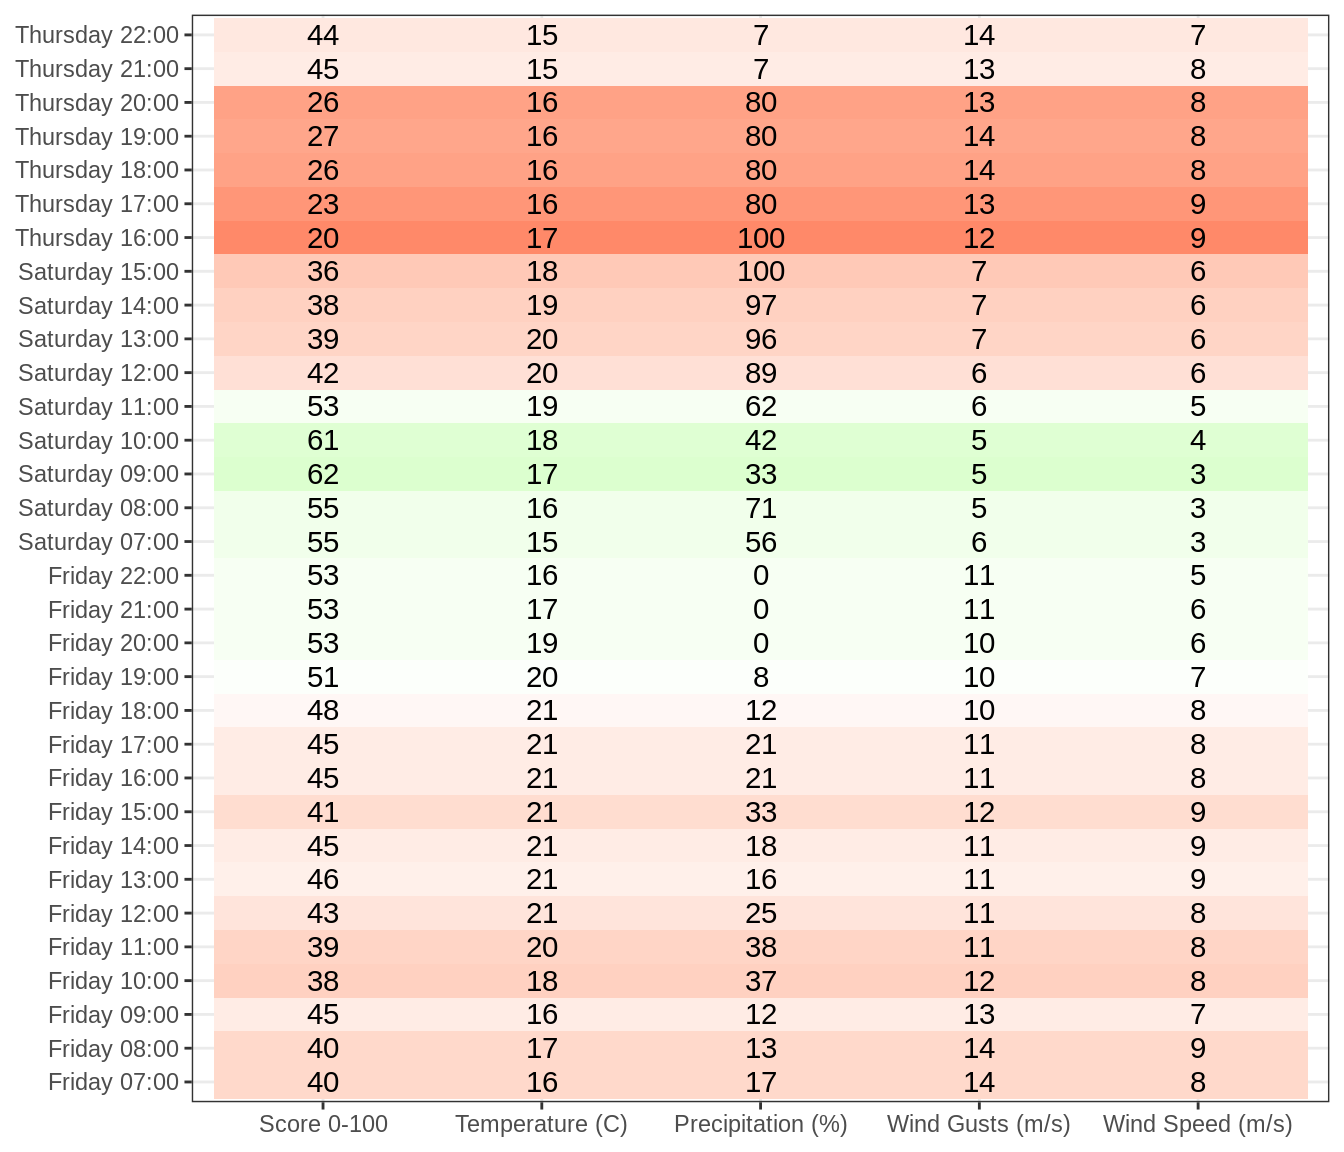 Thursday 22:00 44 15 7 14 7
Thursday 21:00 45 15 7 13 8
Thursday 20:00 26 16 80 13 8
Thursday 19:00 27 16 80 14 8
Thursday 18:00 26 16 80 14 8
Thursday 17:00 23 16 80 13 9
Thursday 16:00 20 17 100 12 9
Saturday 15:00 36 18 100 7 6
Saturday 14:00 38 19 97 7 6
Saturday 13:00 39 20 96 7 6
Saturday 12:00 42 20 89 6 6
Saturday 11:00 53 19 62 6 5
Saturday 10:00 61 18 42 5 4
Saturday 09:00 62 17 33 5 3
Saturday 08:00 55 16 71 5 3
Saturday 07:00 55 15 56 6 3
Friday 22:00 53 16 0 11 5
Friday 21:00 53 17 0 11 6
Friday 20:00 53 19 0 10 6
Friday 19:00 51 20 8 10 7
Friday 18:00 48 21 12 10 8
Friday 17:00 45 21 21 11 8
Friday 16:00 45 21 21 11 8
Friday 15:00 41 21 33 12 9
Friday 14:00 45 21 18 11 9
Friday 13:00 46 21 16 11 9
Friday 12:00 43 21 25 11 8
Friday 11:00 39 20 38 11 8
Friday 10:00 38 18 37 12 8
Friday 09:00 45 16 12 13 7
Friday 08:00 40 17 13 14 9
Friday 07:00 40 16 17 14 8
Score 0-100 Temperature (C) Precipitation (%) Wind Gusts (m/s) Wind Speed (m/s)